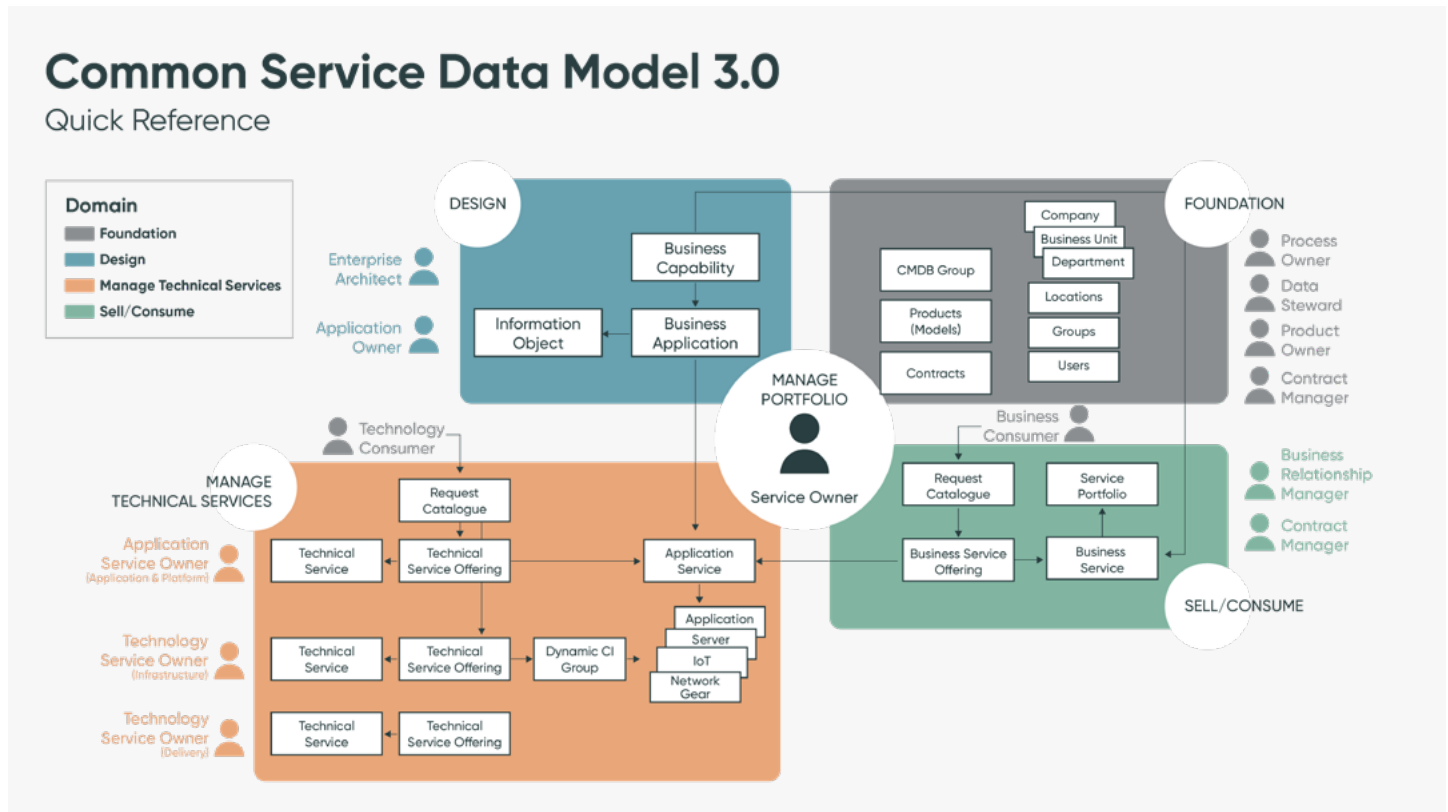 Common Service Data Model 3.0
Quick Reference
Domain
Foundation
Design
Manage Technical Services
Sell/Consume
DESIGN
Enterprise
Architect
Application
Owner
Business
Capability
Information
Object
Business
Application
FOUNDATION
CMDB Group
Products
(Models)
Contracts
Company
Business Unit
Department
Locations
Groups
Users
Process
Owner
Data
Steward
Product
Owner
Contract
Manager
MANAGE
PORTFOLIO
Service Owner
Technology
Consumer
MANAGE
TECHNICAL SERVICES
Request
Catalogue
Application
Service Owner
(Application & Platform)
Technical
Service
Technical
Service Offering
Application
Service
Technology
Service Owner
(Infrastructure)
Technical
Service
Technical
Service Offering
Dynamic CI
Group
Application
Server
IoT
Network
Gear
Technology
Service Owner
(Delivery)
Technical
Service
Technical
Service Offering
Business
Consumer
Request
Catalogue
Service
Portfolio
Business Service
Offering
Business
Service
Business
Relationship
Manager
Contract
Manager
SELL/CONSUME